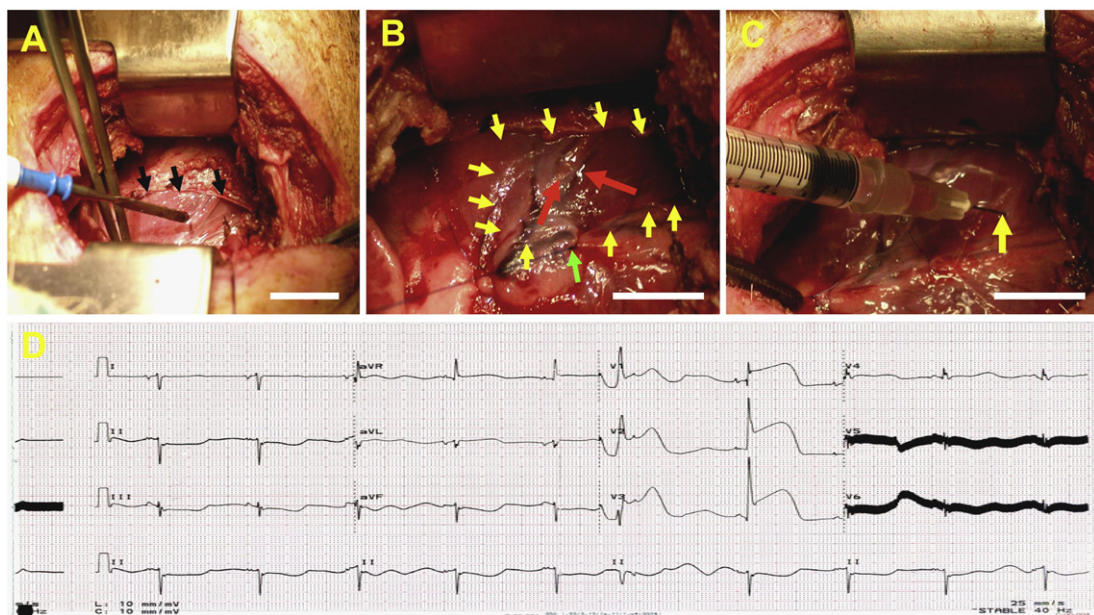 A
B
C
D
I
aVR
V1
V4
II
aVL
V2
V5
III
aVF
V3
V6
II
II
II
II
L: 10 mm/mV
C: 10 mm/mV
25 mm/s
~STABLE 40 Hz